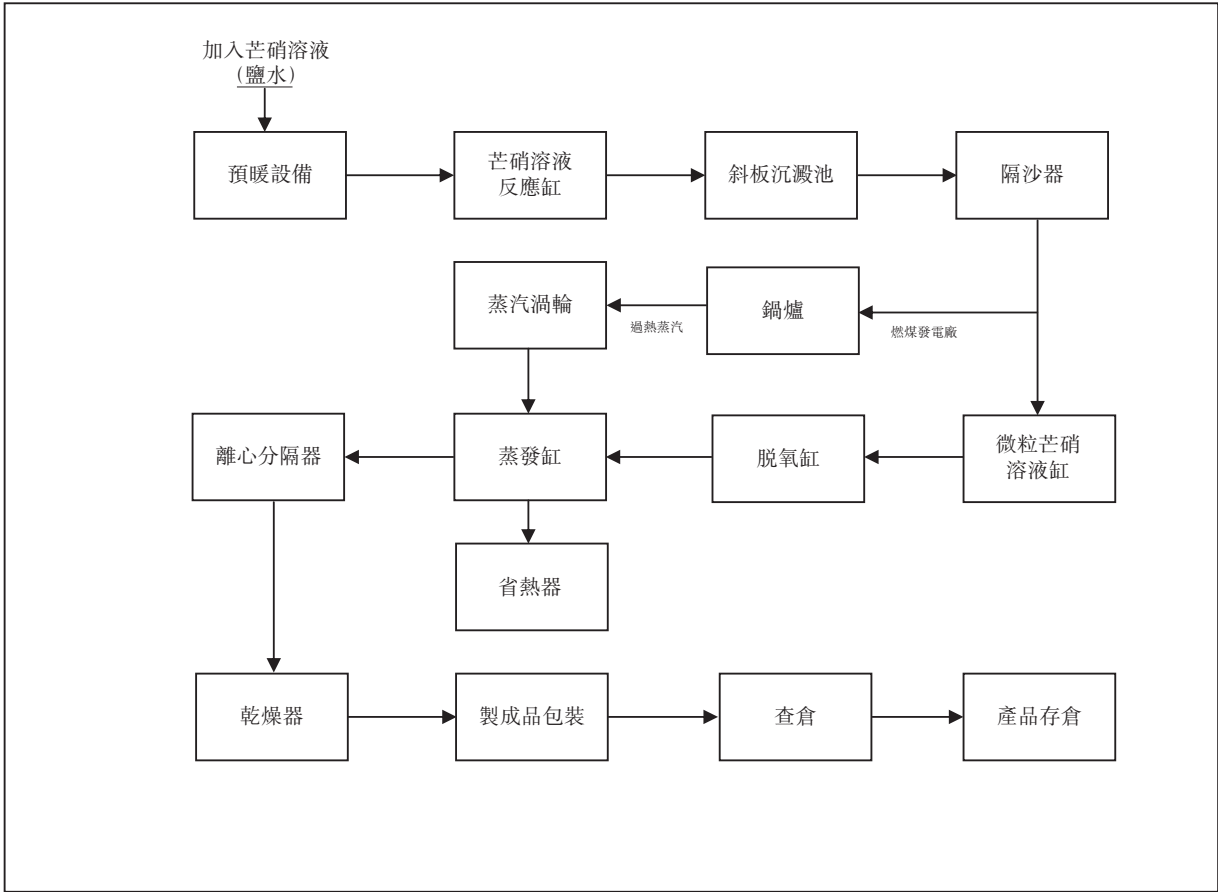 加入芒硝溶液
(鹽水)
預暖設備
芒硝溶液
反應缸
斜板沉澱池
隔沙器
蒸汽渦輪
過熱蒸汽
鍋爐
燃煤發電廠
離心分隔器
蒸發缸
脫氧缸
微粒芒硝
溶液缸
省熱器
乾燥器
製成品包裝
查倉
產品存倉